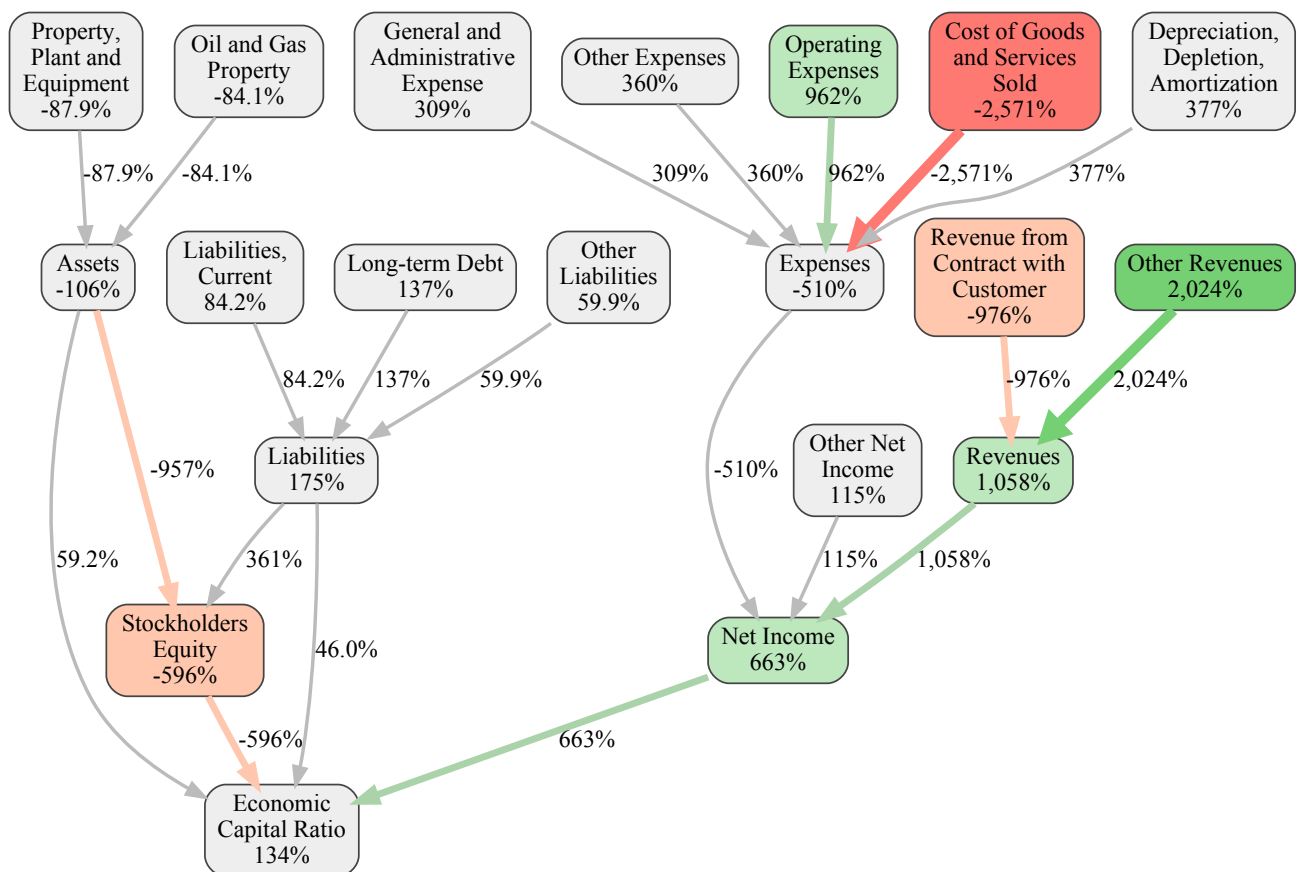 Property,
Plant and
Equipment
-87.9%
Oil and Gas
Property
-84.1%
General and
Administrative
Expense
309%
Other Expenses
360%
Operating
Expenses
962%
Cost of Goods
and Services
Sold
-2,571%
Depreciation,
Depletion,
Amortization
377%
-87.9%
-84.1%
309%
360%
962%
-2,571%
377%
Assets
-106%
Liabilities,
Current
84.2%
Long-term Debt
137%
Other
Liabilities
59.9%
Expenses
-510%
Revenue from
Contract with
Customer
-976%
Other Revenues
2,024%
84.2%
137%
59.9%
-976%
2,024%
-957%
Liabilities
175%
-510%
Other Net
Income
115%
Revenues
1,058%
59.2%
361%
115%
1,058%
Stockholders
Equity
-596%
46.0%
Net Income
663%
-596%
663%
Economic
Capital Ratio
134%